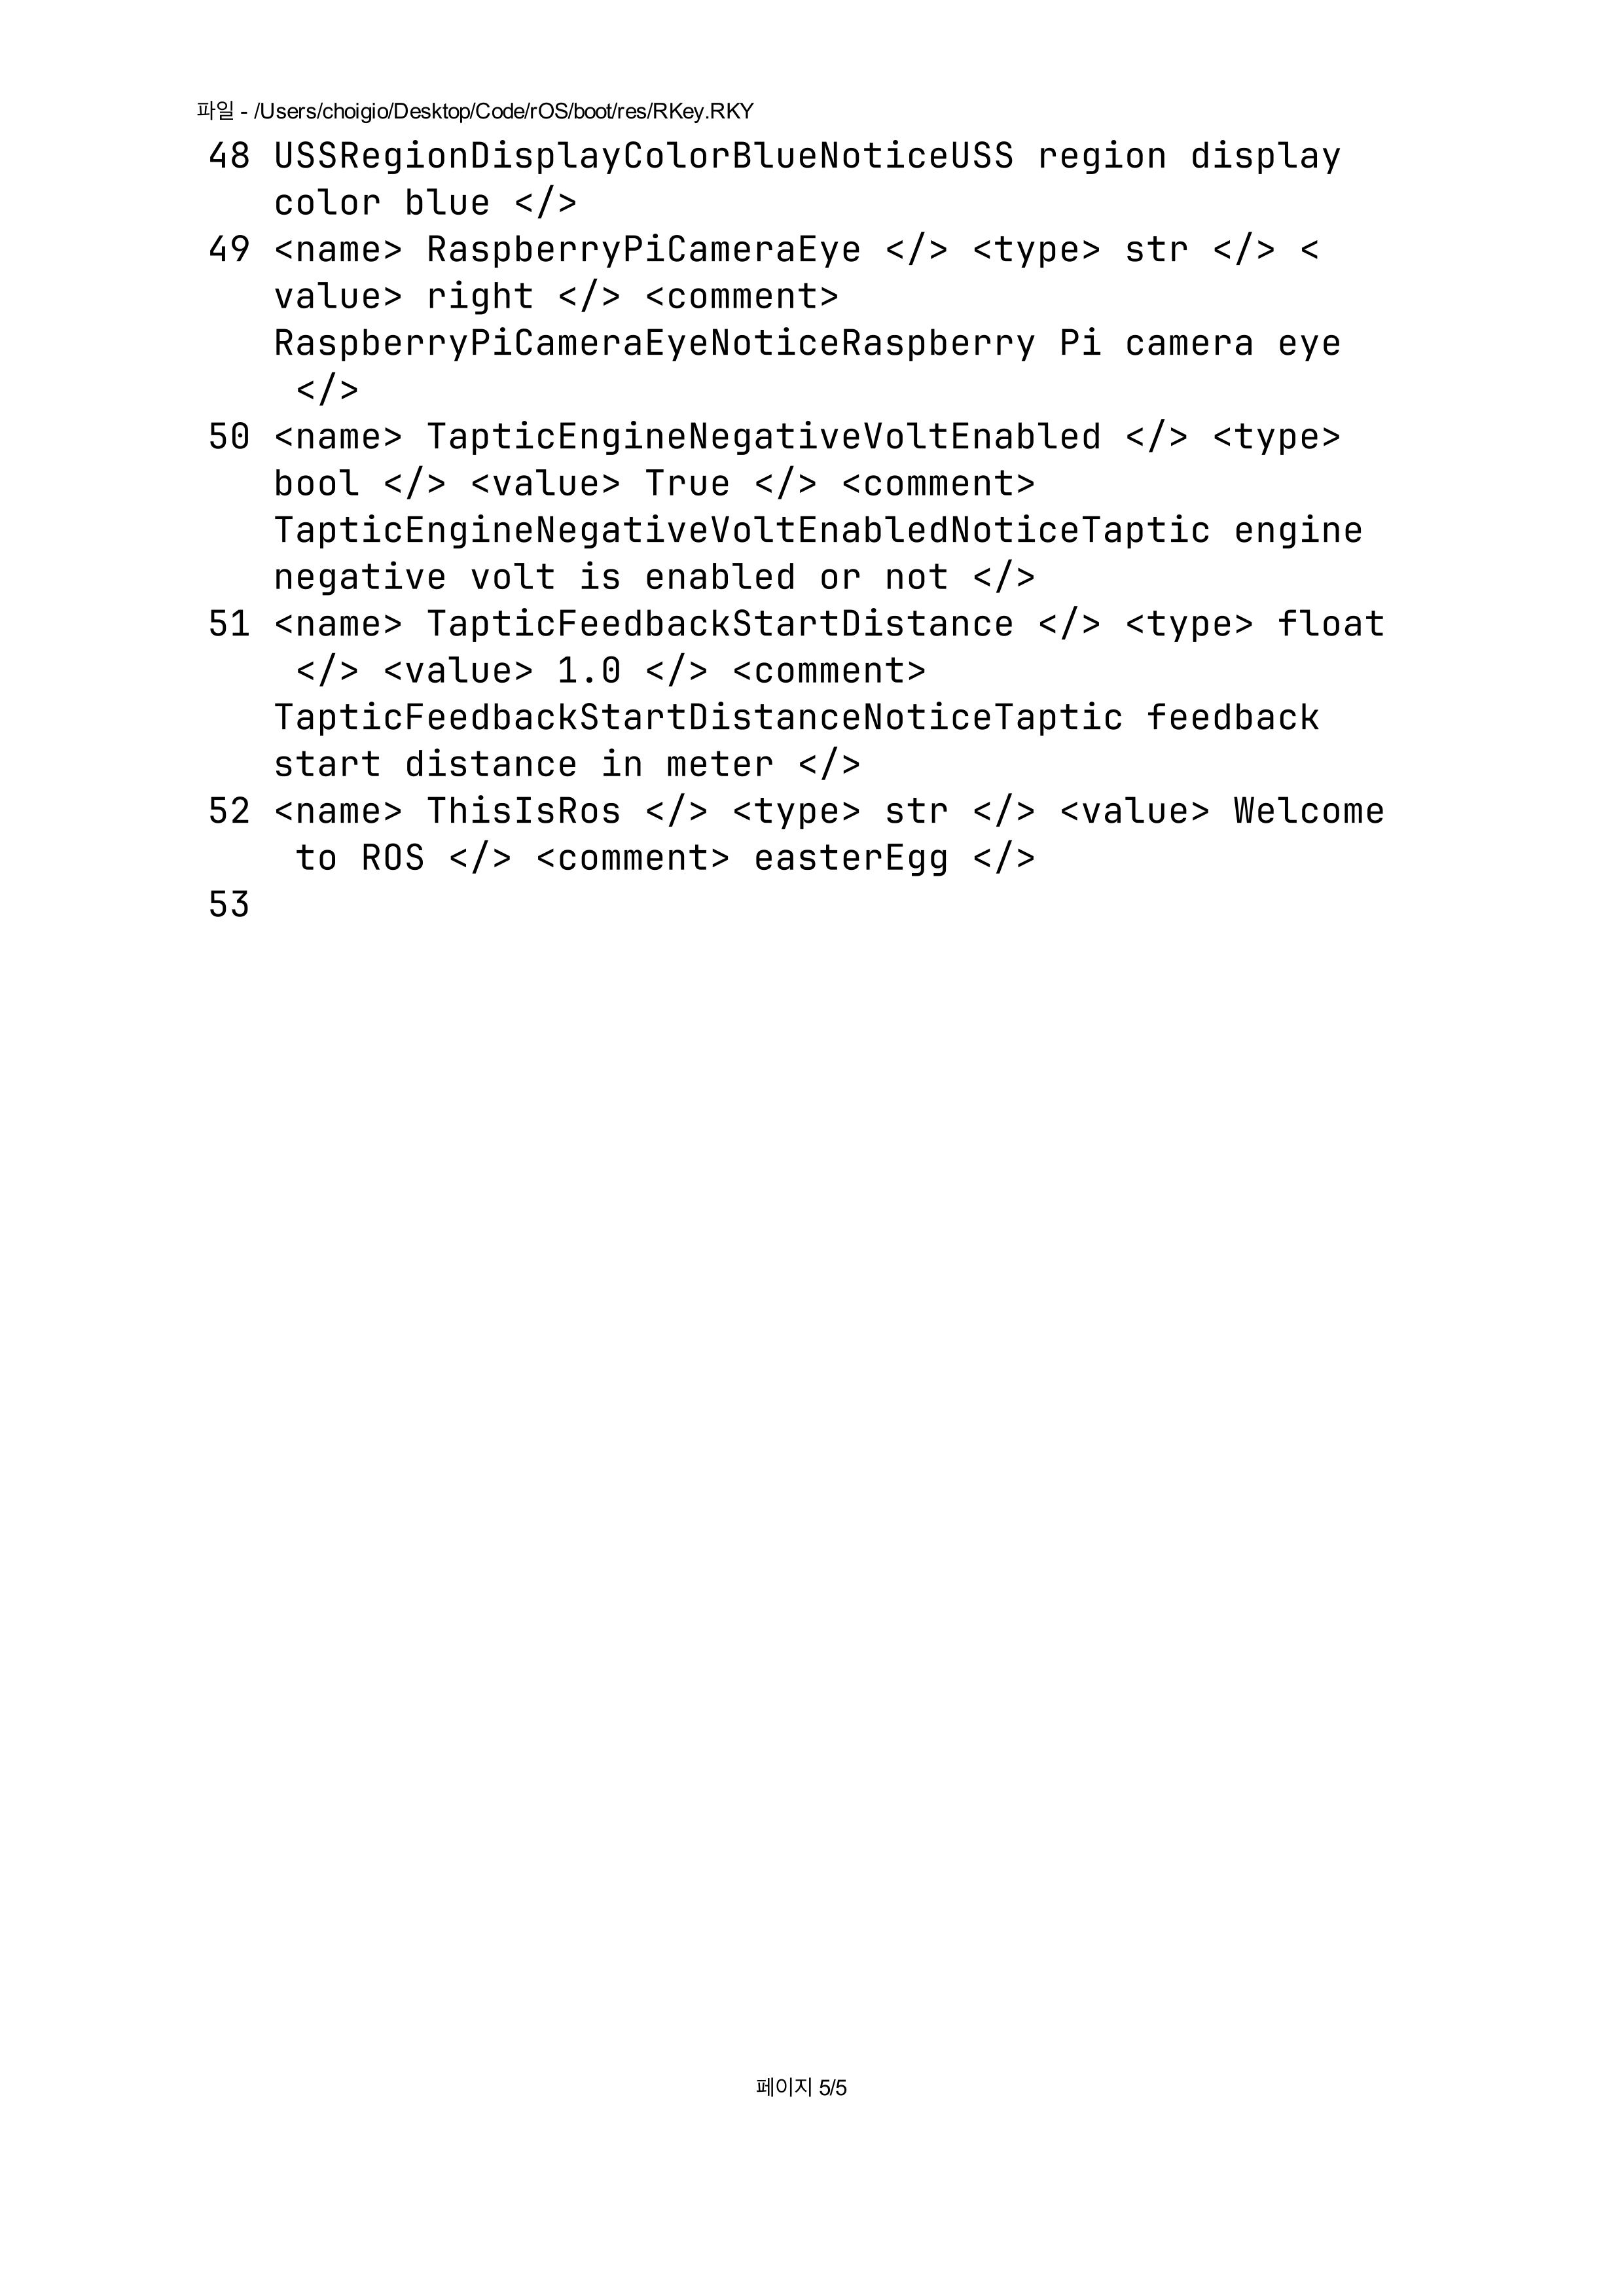 파일 - /Users/choigio/Desktop/Code/rOS/boot/res/RKey.RKY
48 USSRegionDisplayColorBlueNoticeUSS region display
color blue </>
49 <name> RaspberryPiCameraEye </> <type> str </> <
value> right </> <comment>
RaspberryPiCameraEyeNoticeRaspberry Pi camera eye
</>
50 <name> TapticEngineNegativeVoltEnabled </> <type>
bool </> <value> True </> <comment>
TapticEngineNegativeVoltEnabledNoticeTaptic engine
negative volt is enabled or not </>
51 <name> TapticFeedbackStartDistance </> <type> float
</> <value> 1.0 </> <comment>
TapticFeedbackStartDistanceNoticeTaptic feedback
start distance in meter </>
52 <name> ThisIsRos </> <type> str </> <value> Welcome
to ROS </> <comment> easterEgg </>
53
페이지 5/5